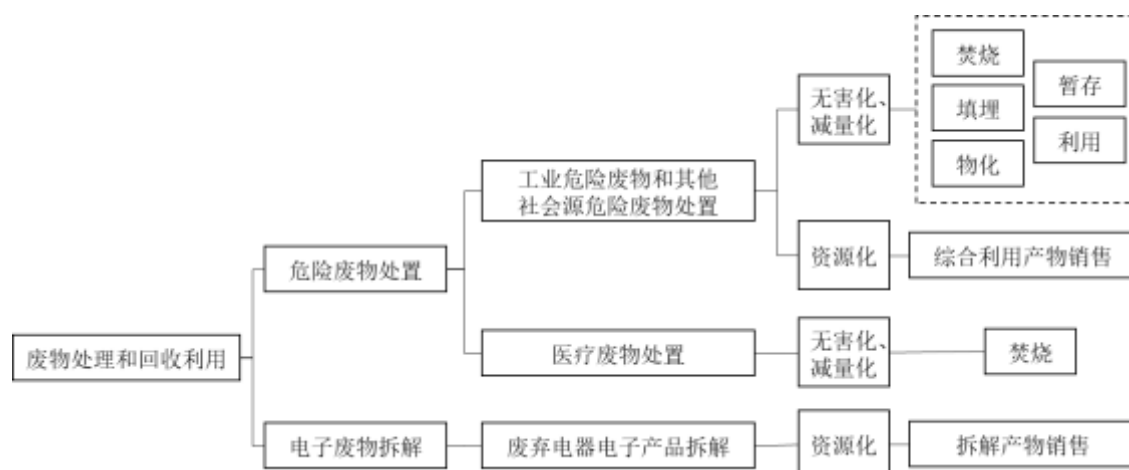 焚烧
暂存
无害化、
减量化
填埋
利用
物化
工业危险废物和其他
社会源危险废物处置
危险废物处置
资源化
综合利用产物销售
废物处理和回收利用
医疗废物处置
无害化、
减量化
焚烧
电子废物拆解
废弃电器电子产品拆解
资源化
拆解产物销售